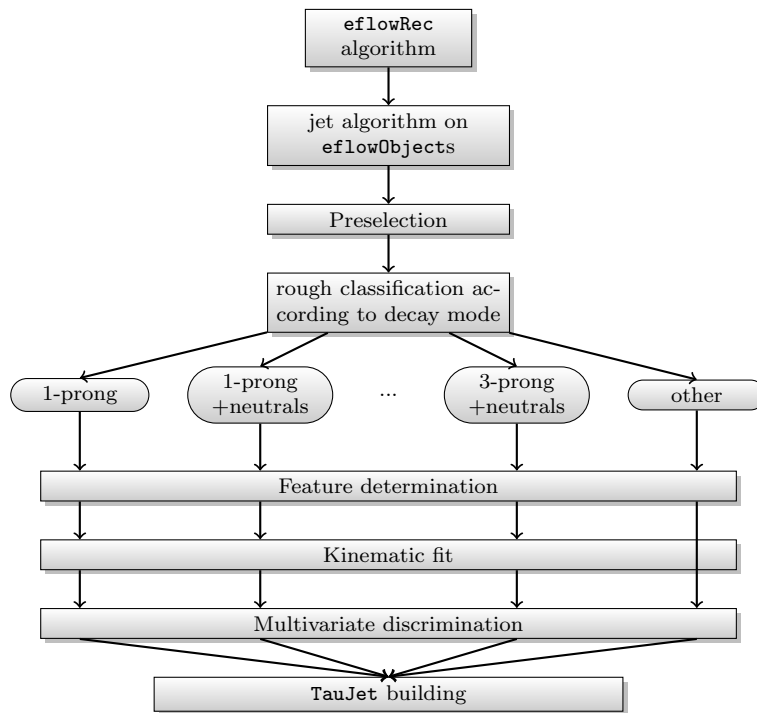 eflowRec
algorithm
jet algorithm on
eflowObjects
Preselection
rough classification ac-
cording to decay mode
1-prong
1-prong
+neutrals
...
3-prong
+neutrals
other
Feature determination
Kinematic fit
Multivariate discrimination
TauJet building